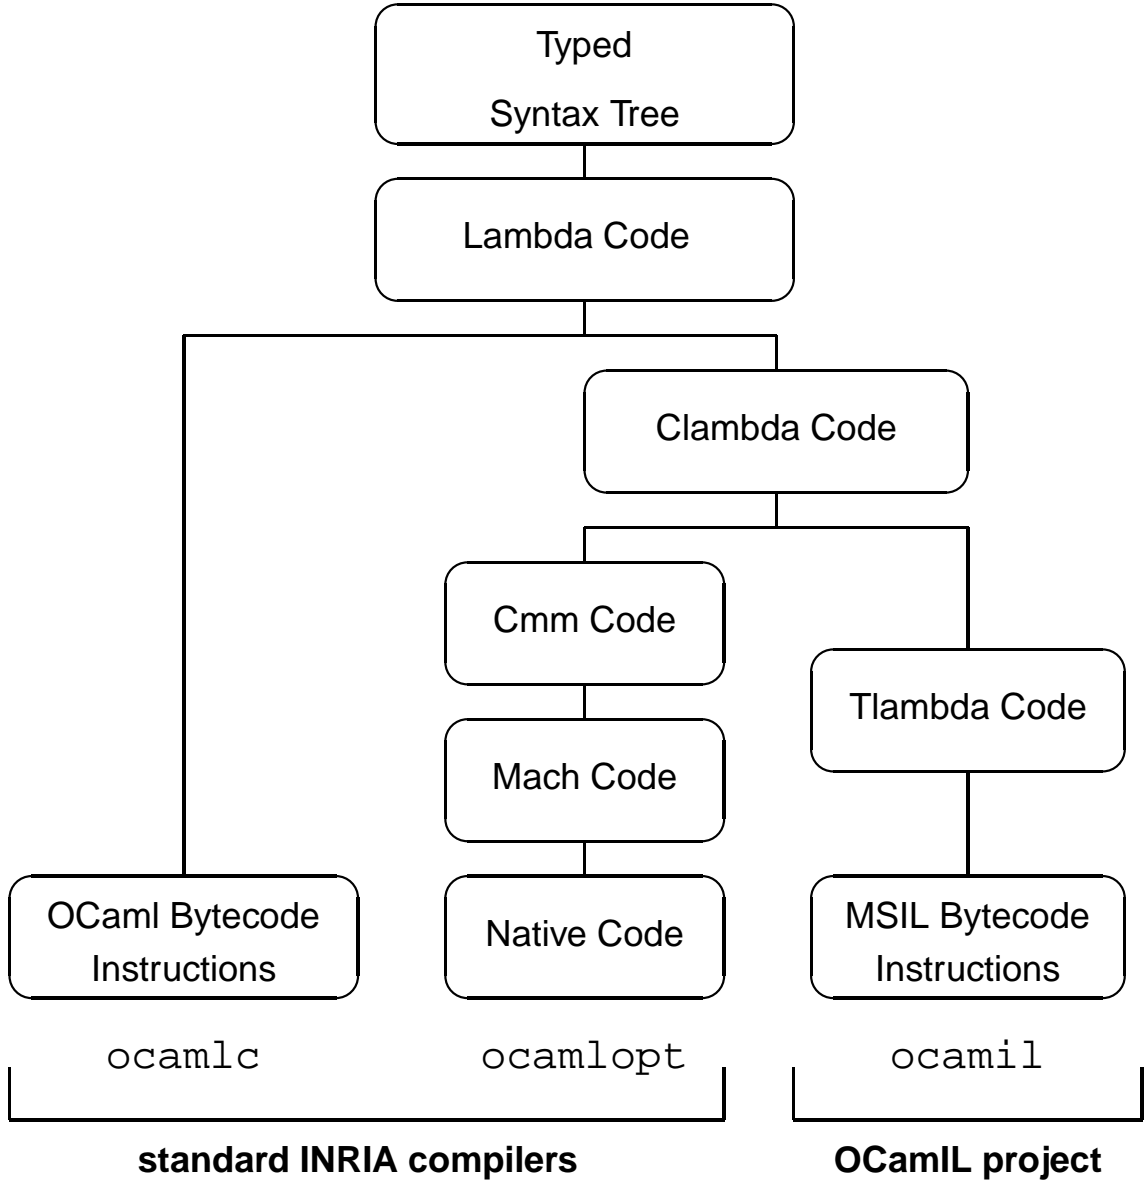 Typed
Syntax Tree
Lambda Code
Clambda Code
Cmm Code
Tlambda Code
Mach Code
OCaml Bytecode
Instructions
Native Code
MSIL Bytecode
Instructions
ocamlc
ocamlopt
ocamil
standard INRIA compilers
OCamIL project